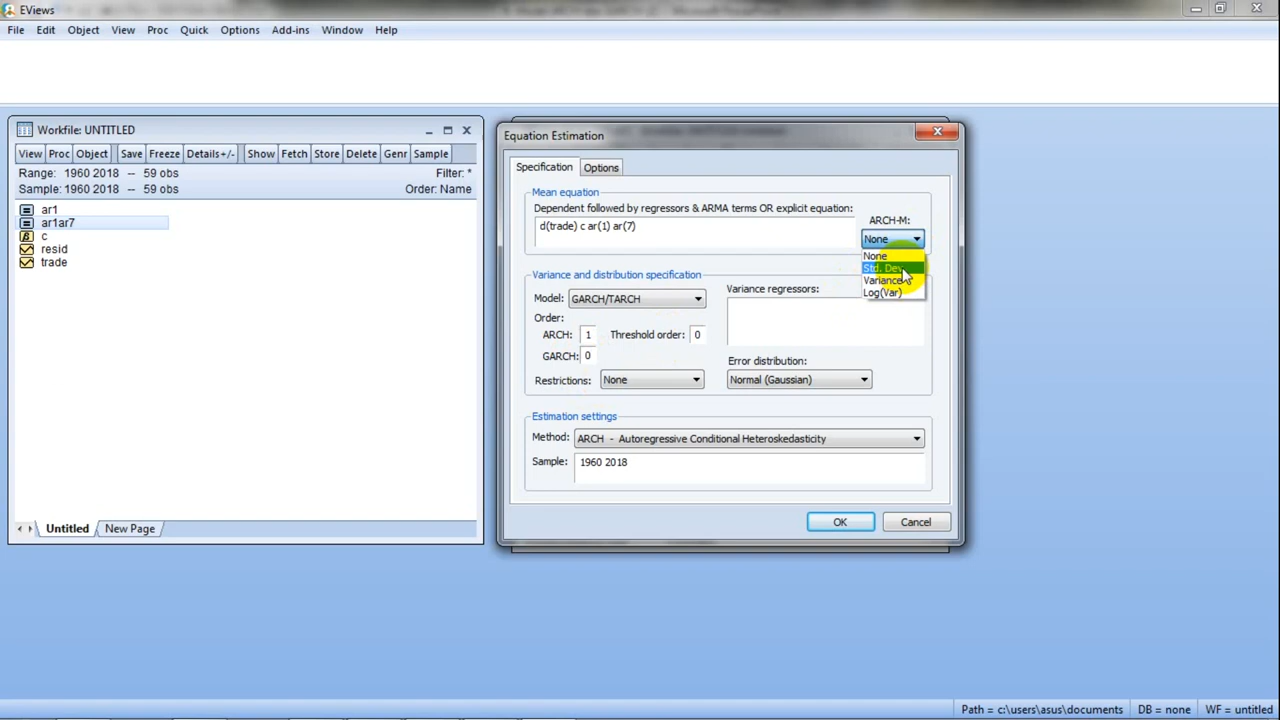 EViews
File Edit Object View Proc Quick Options Add-ins Window Help
Workfile: UNTITLED
View Proc Object Save Freeze Details+/- Show Fetch Store Delete Genr Sample
Range: 1960 2018 -- 59 obs Filter: *
Sample: 1960 2018 -- 59 obs Order: Name
ar1
ar1ar7
c
resid
trade
Untitled New Page
Equation Estimation
Specification Options
Mean equation
Dependent followed by regressors & ARMA terms OR explicit equation:
ARCH-M:
d(trade) c ar(1) ar(7)
None
None
Std. Dev.
Variance
Log(Var)
Variance and distribution specification
Model: GARCH/TARCH
Variance regressors:
Order:
ARCH: 1 Threshold order: 0
GARCH: 0
Error distribution:
Restrictions: None
Normal (Gaussian)
Estimation settings
Method: ARCH - Autoregressive Conditional Heteroskedasticity
Sample: 1960 2018
OK Cancel
Path = c:\users\asus\documents DB = none WF = untitled